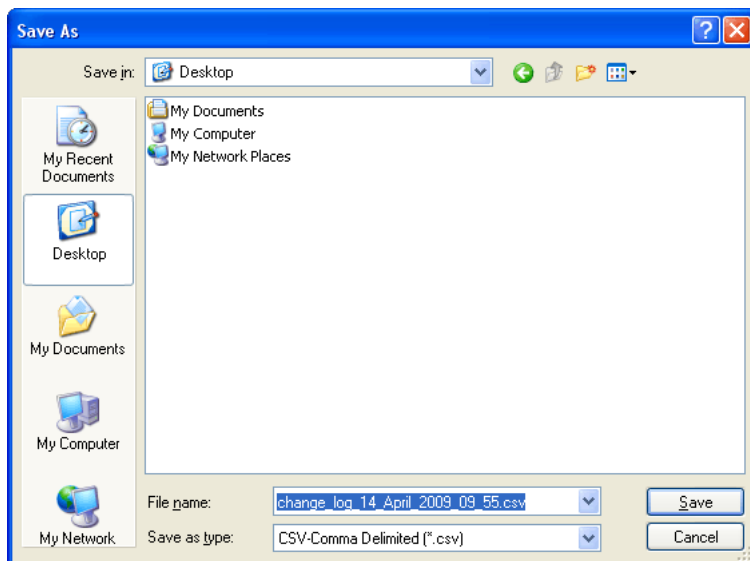 Save As
Save in: Desktop
My Documents
My Computer
My Network Places
My Recent
Documents
Desktop
My Documents
My Computer
My Network
File name: change_log_14_April_2009_09_55.csv
Save
Save as type: CSV-Comma Delimited (*.csv)
Cancel